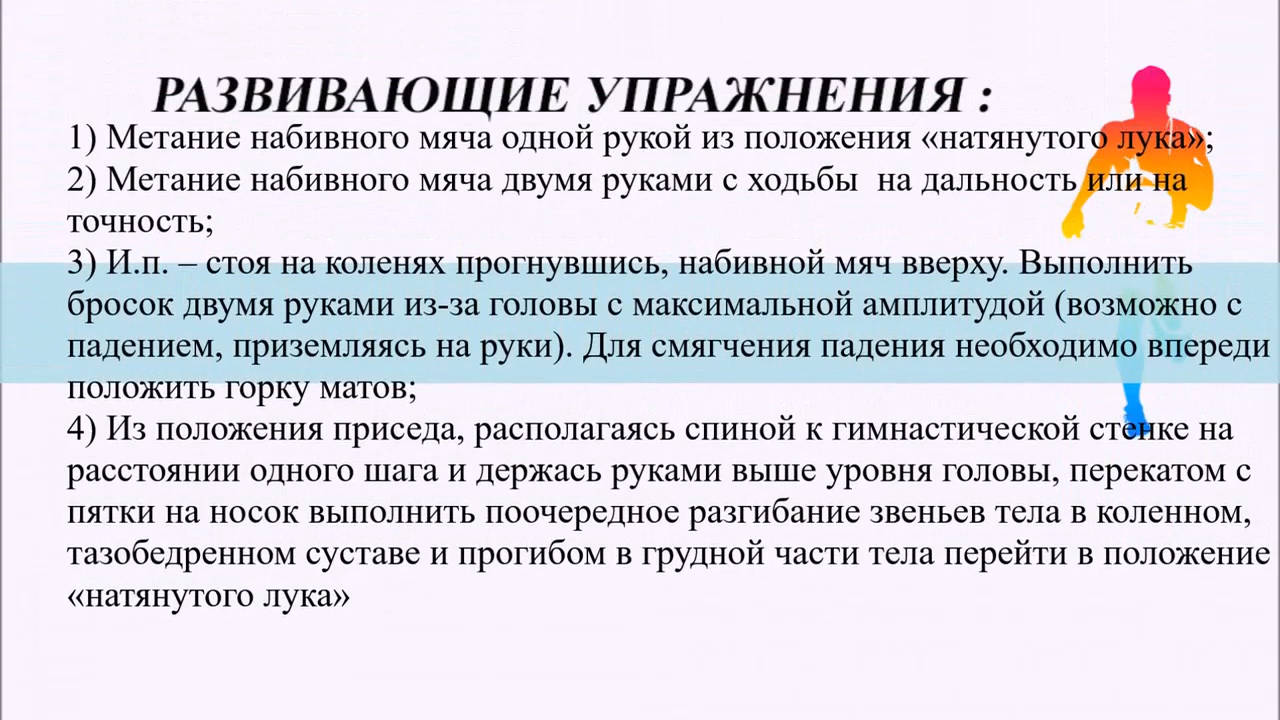 РАЗВИВАЮЩИЕ УПРАЖНЕНИЯ :
1) Метание набивного мяча одной рукой из положения «натянутого лука»;
2) Метание набивного мяча двумя руками с ходьбы  на дальность или на
точность;
3) И.п. – стоя на коленях прогнувшись, набивной мяч вверху. Выполнить
бросок двумя руками из-за головы с максимальной амплитудой (возможно с
падением, приземляясь на руки). Для смягчения падения необходимо впереди
положить горку матов;
4) Из положения приседа, располагаясь спиной к гимнастической стенке на
расстоянии одного шага и держась руками выше уровня головы, перекатом с
пятки на носок выполнить поочередное разгибание звеньев тела в коленном,
тазобедренном суставе и прогибом в грудной части тела перейти в положение
«натянутого лука»